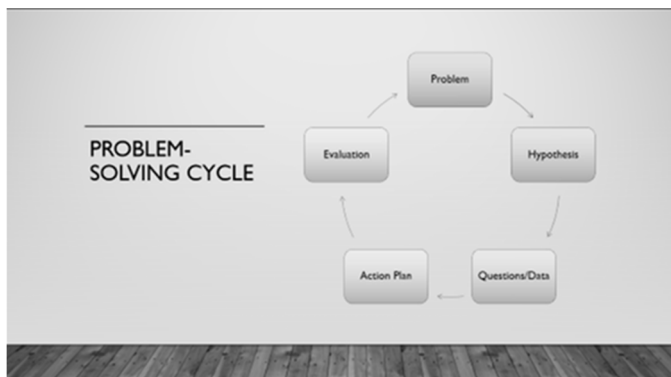 PROBLEM-
SOLVING CYCLE
Problem
Hypothesis
Questions/Data
Action Plan
Evaluation